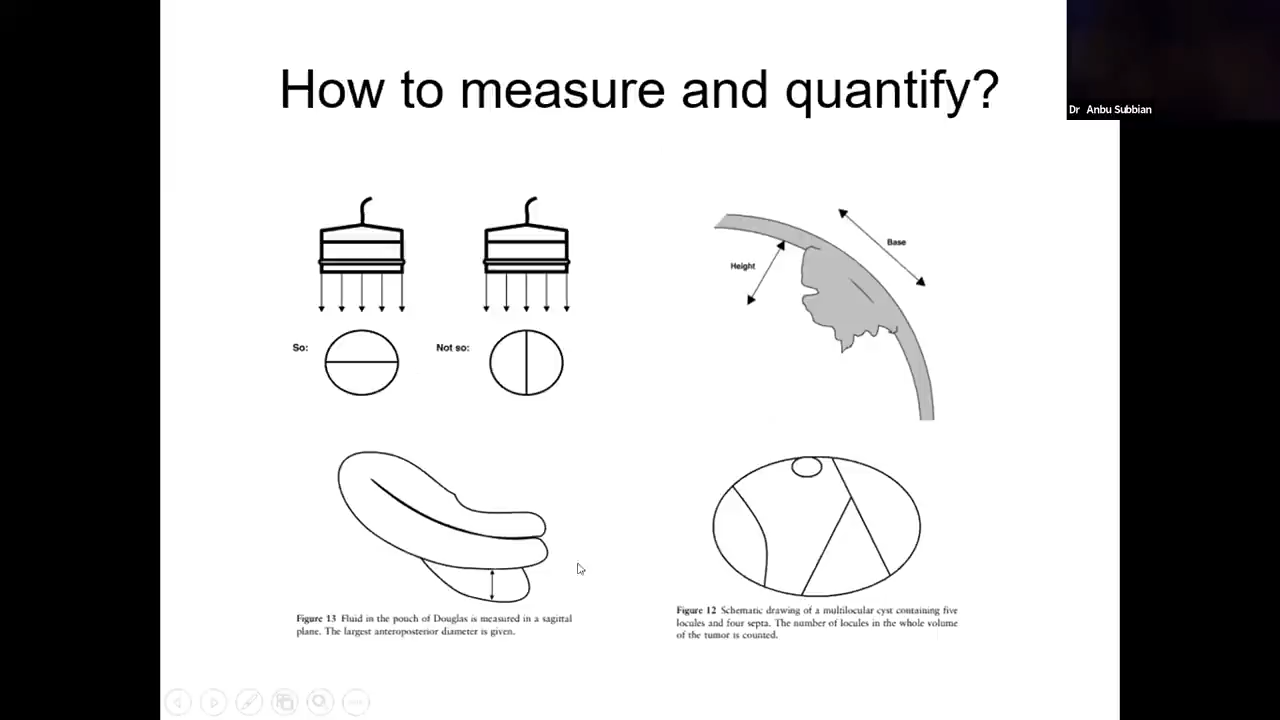 How to measure and quantify?
Dr Anbu Subbian
So:
Not so:
Base
Height
Figure 13 Fluid in the pouch of Douglas is measured in a sagittal
plane. The largest anteroposterior diameter is given.
Figure 12 Schematic drawing of a multilocular cyst containing five
locules and four septa. The number of locules in the whole volume
of the tumor is counted.